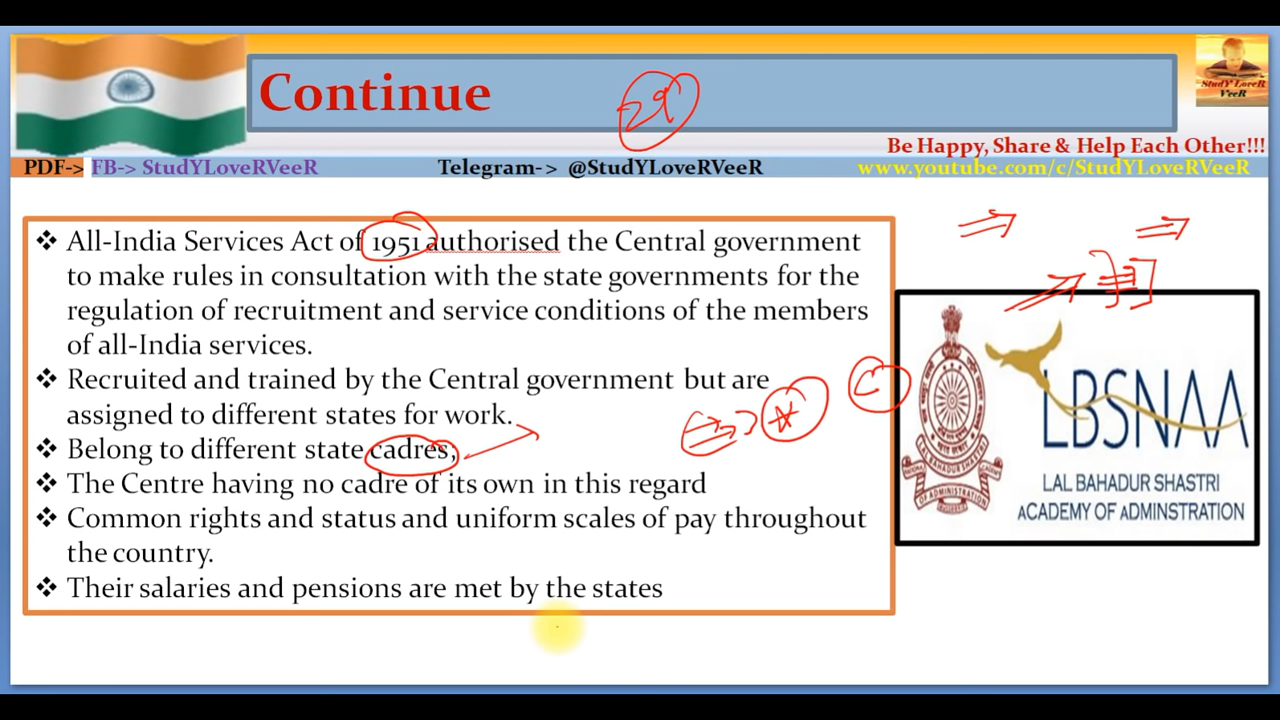 Continue
StudY LoveR
VeeR
Be Happy, Share & Help Each Other!!!
PDF-> FB-> StudYLoveRVeeR Telegram-> @StudYLoveRVeeR www.youtube.com/c/StudYLoveRVeeR
❖ All-India Services Act of 1951 authorised the Central government
to make rules in consultation with the state governments for the
regulation of recruitment and service conditions of the members
of all-India services.
❖ Recruited and trained by the Central government but are
assigned to different states for work.
❖ Belong to different state cadres,
❖ The Centre having no cadre of its own in this regard
❖ Common rights and status and uniform scales of pay throughout
the country.
❖ Their salaries and pensions are met by the states
LBSNAA
LAL BAHADUR SHASTRI
ACADEMY OF ADMINSTRATION